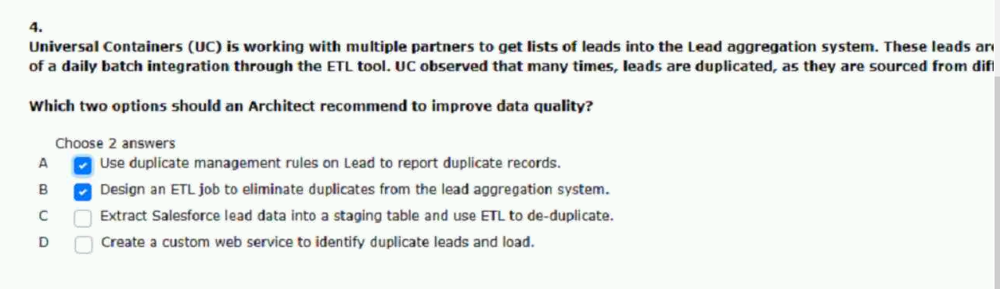 4.
Universal Containers (UC) is working with multiple partners to get lists of leads into the Lead aggregation system. These leads are
of a daily batch integration through the ETL tool. UC observed that many times, leads are duplicated, as they are sourced from
Which two options should an Architect recommend to improve data quality?
Choose 2 answers
A Use duplicate management rules on Lead to report duplicate records.
B Design an ETL job to eliminate duplicates from the lead aggregation system.
C Extract Salesforce lead data into a staging table and use ETL to de-duplicate.
D Create a custom web service to identify duplicate leads and load.